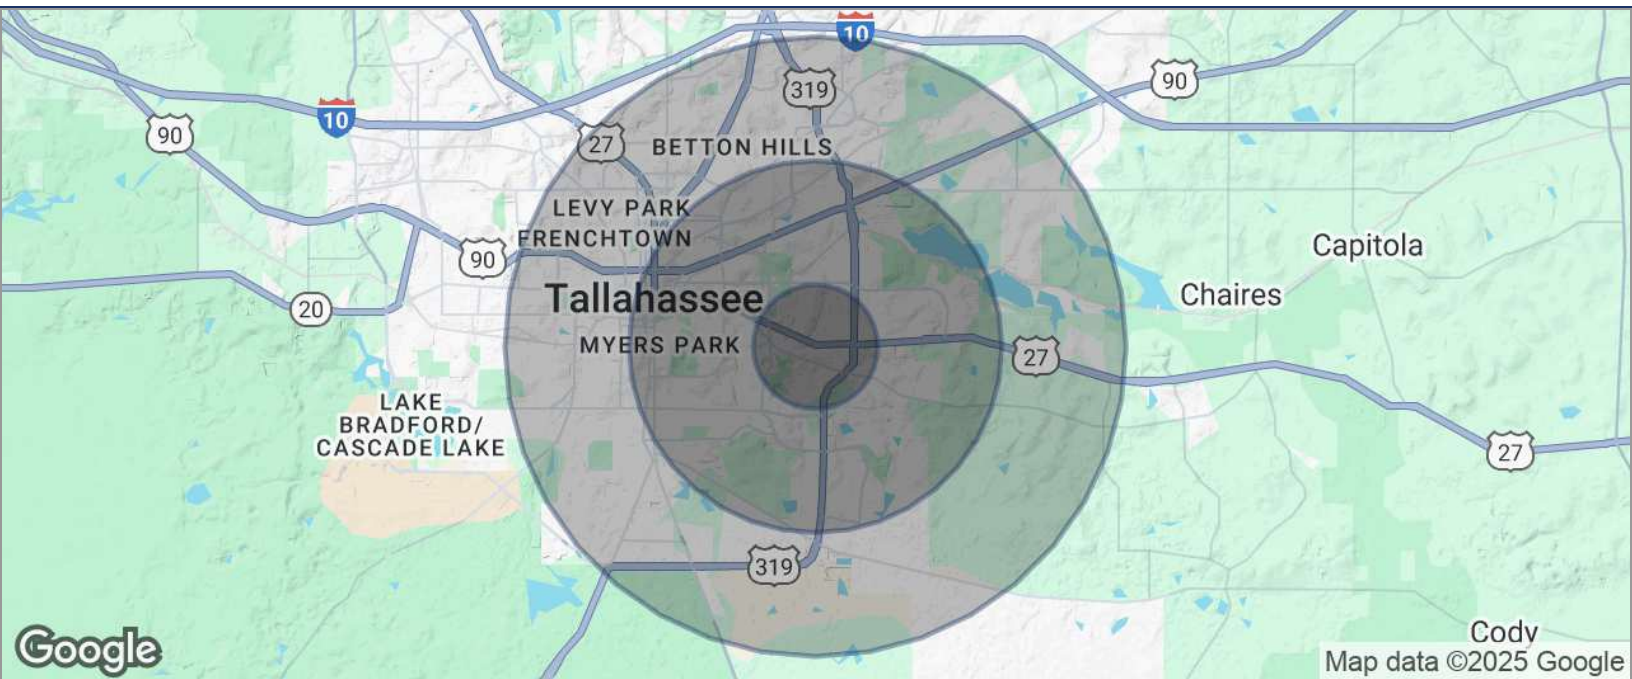 10
319
90
90
10
27
BETTON HILLS
LEVY PARK
FRENCHTOWN
90
Capitola
Chaires
Tallahassee
20
MYERS PARK
27
LAKE
BRADFORD/
CASCADE LAKE
27
319
Cody
Google
Map data ©2025 Google